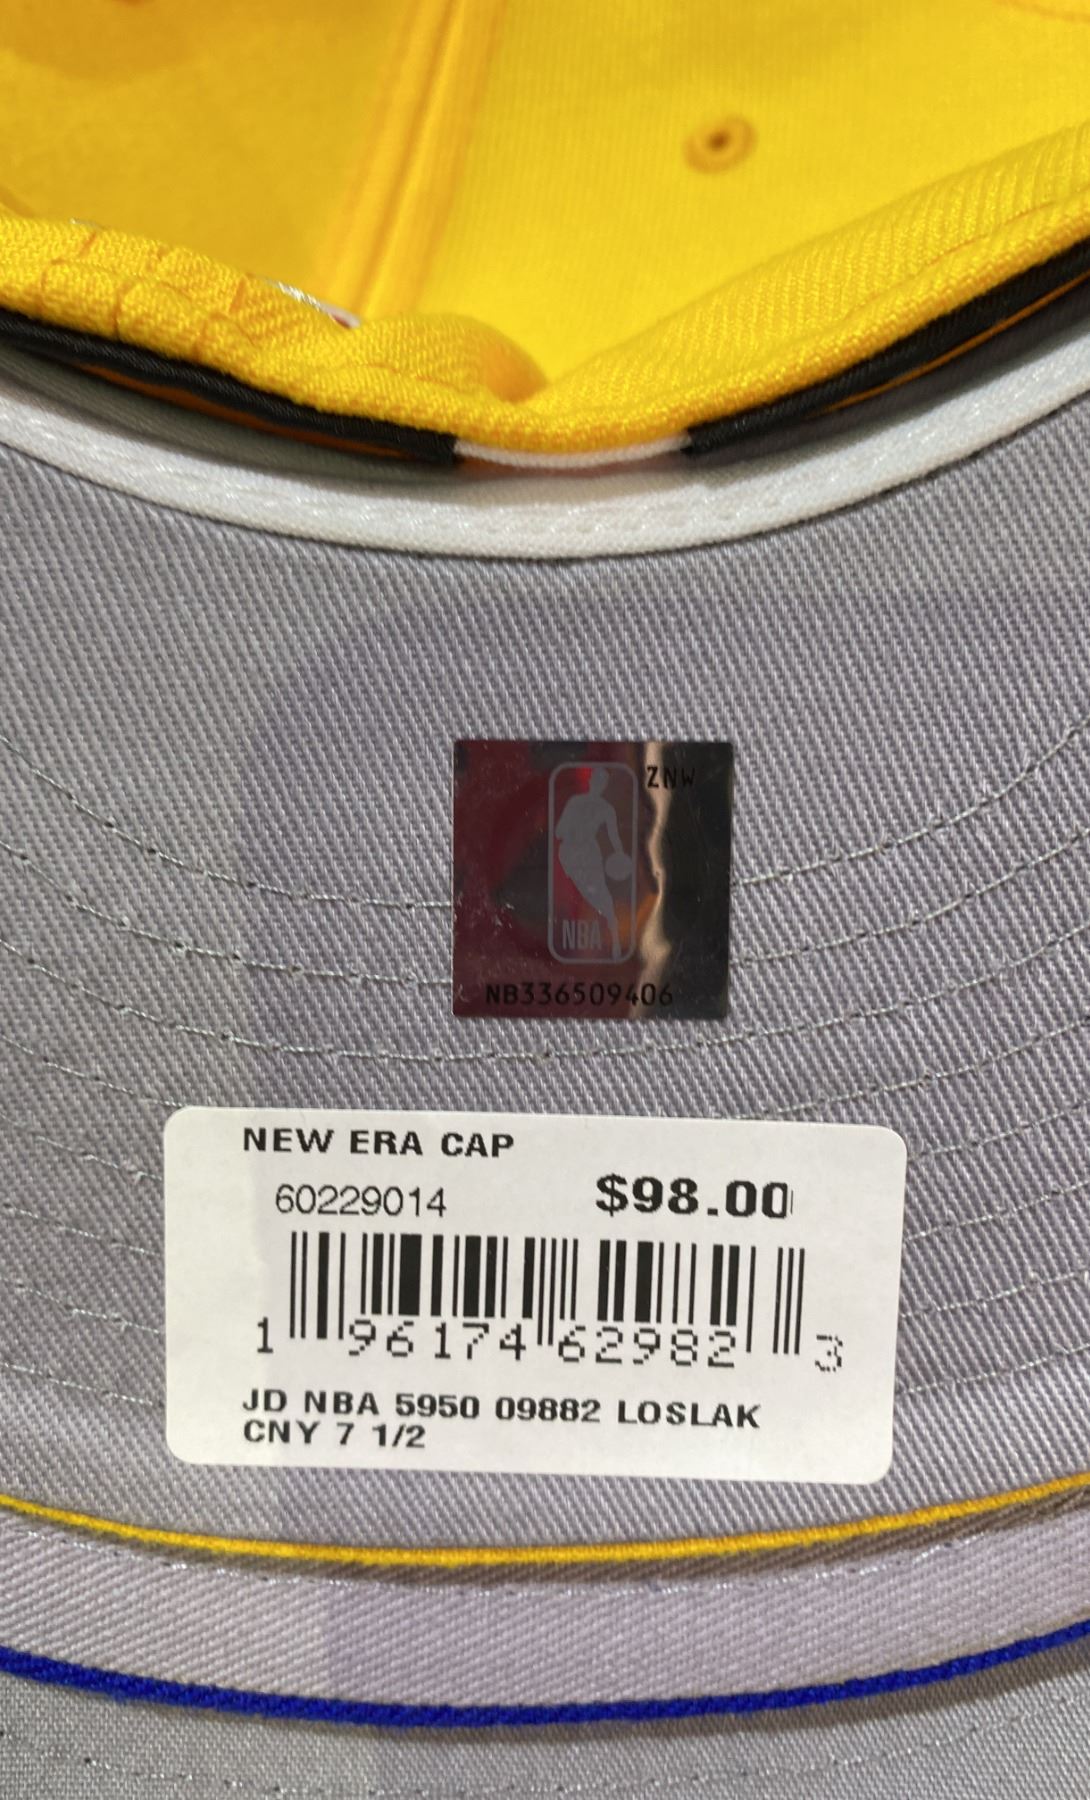 ZNW
NBA
NB336509406
NEW ERA CAP
60229014 $98.00
1 96174 62982 3
JD NBA 5950 09882 LOSLAK
CNY 7 1/2